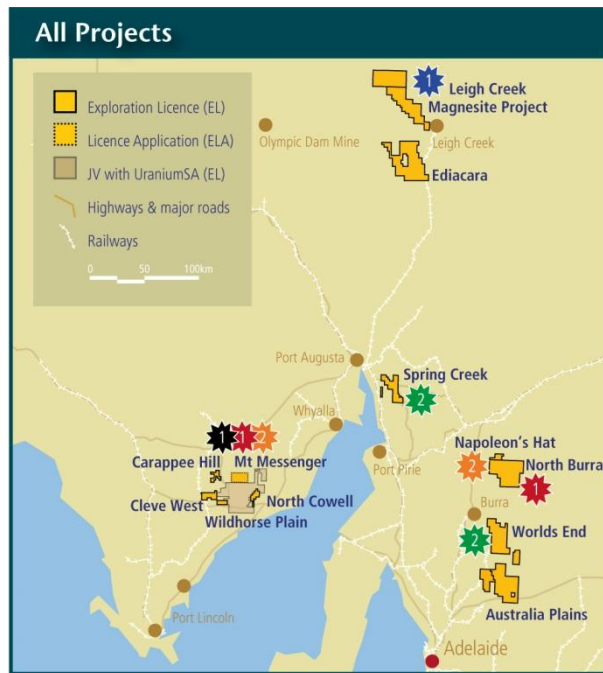 All Projects
Exploration Licence (EL)
Licence Application (ELA)
JV with UraniumSA (EL)
Highways & major roads
Railways
0 50 100km
1
Leigh Creek
Magnesite Project
Olympic Dam Mine
Leigh Creek
Ediacara
Port Augusta
Spring Creek
2
Whyalla
1 1 2
Carappee Hill
Mt Messenger
Port Pirie
Napoleon's Hat
2
North Burra
1
Cleve West
North Cowell
Wildhorse Plain
Burra
2
Worlds End
Australia Plains
Port Lincoln
Adelaide